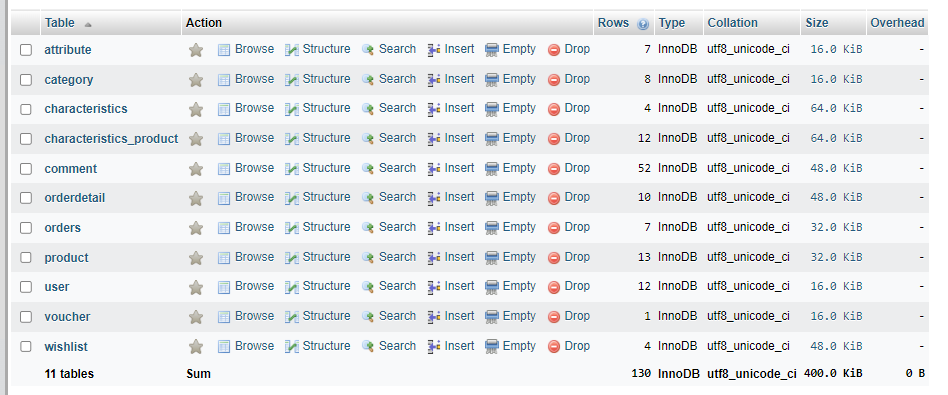 Table Action Rows Type Collation Size Overhead
attribute Browse Structure Search Insert Empty Drop 7 InnoDB utf8_unicode_ci 16.0 KiB -
category Browse Structure Search Insert Empty Drop 8 InnoDB utf8_unicode_ci 16.0 KiB -
characteristics Browse Structure Search Insert Empty Drop 4 InnoDB utf8_unicode_ci 64.0 KiB -
characteristics_product Browse Structure Search Insert Empty Drop 12 InnoDB utf8_unicode_ci 64.0 KiB -
comment Browse Structure Search Insert Empty Drop 52 InnoDB utf8_unicode_ci 48.0 KiB -
orderdetail Browse Structure Search Insert Empty Drop 10 InnoDB utf8_unicode_ci 48.0 KiB -
orders Browse Structure Search Insert Empty Drop 7 InnoDB utf8_unicode_ci 32.0 KiB -
product Browse Structure Search Insert Empty Drop 13 InnoDB utf8_unicode_ci 32.0 KiB -
user Browse Structure Search Insert Empty Drop 12 InnoDB utf8_unicode_ci 16.0 KiB -
voucher Browse Structure Search Insert Empty Drop 1 InnoDB utf8_unicode_ci 16.0 KiB -
wishlist Browse Structure Search Insert Empty Drop 4 InnoDB utf8_unicode_ci 48.0 KiB -
11 tables Sum 130 InnoDB utf8_unicode_ci 400.0 KiB 0 B